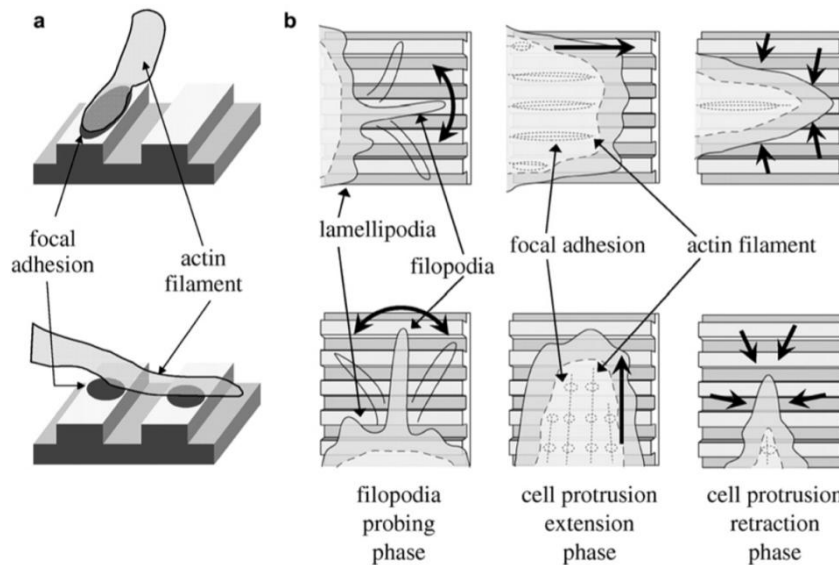 a
b
focal
adhesion
actin
filament
lamellipodia
filopodia
focal adhesion
actin filament
filopodia
probing
phase
cell protrusion
extension
phase
cell protrusion
retraction
phase